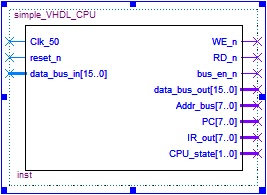 simple_VHDL_CPU
Clk_50
reset_n
data_bus_in[15..0]
WE_n
RD_n
bus_en_n
data_bus_out[15..0]
Addr_bus[7..0]
PC[7..0]
IR_out[7..0]
CPU_state[1..0]
inst